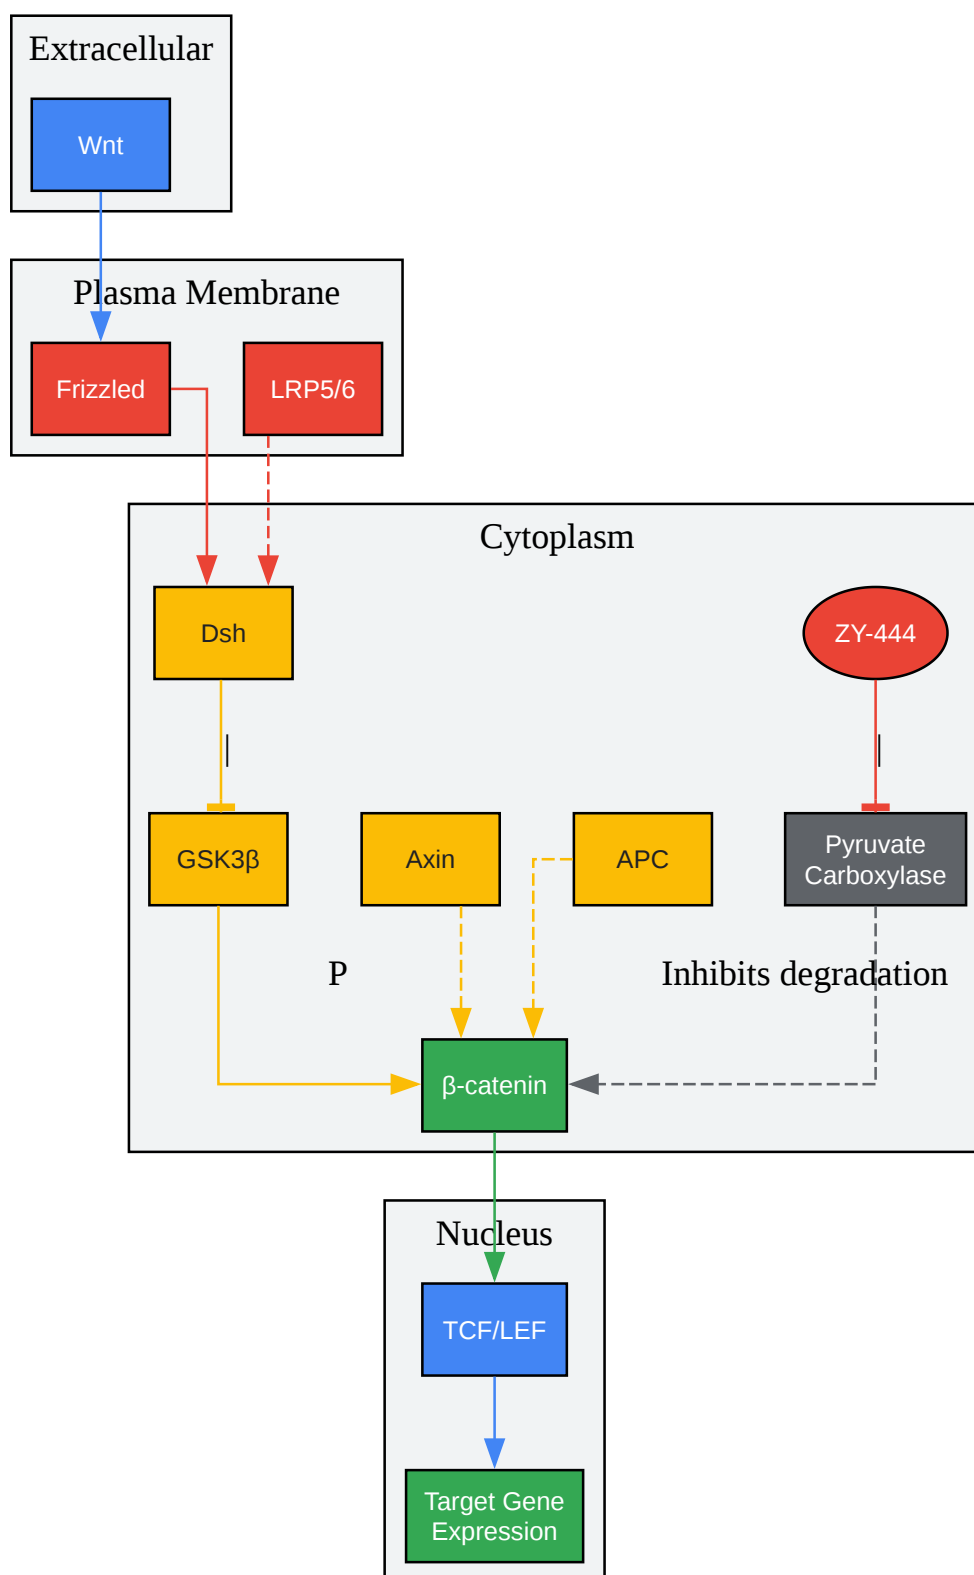 Extracellular
Wnt
Plasma Membrane
Frizzled
LRP5/6
Cytoplasm
Dsh
ZY-444
|
|
GSK3β
Axin
APC
Pyruvate
Carboxylase
P
Inhibits degradation
β-catenin
Nucleus
TCF/LEF
Target Gene
Expression